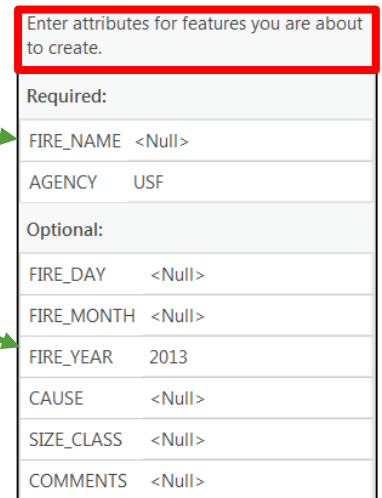 Enter attributes for features you are about
to create.
Required:
FIRE_NAME <Null>
AGENCY USF
Optional:
FIRE_DAY <Null>
FIRE_MONTH <Null>
FIRE_YEAR 2013
CAUSE <Null>
SIZE_CLASS <Null>
COMMENTS <Null>